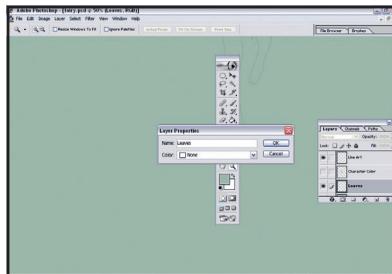 Adobe Photoshop - [fairy.psd @ 50% (Leaves, RGB)]
File Edit Image Layer Select Filter View Window Help
Resize Windows To Fit Ignore Palettes Actual Pixels Fit On Screen Print Size
File Browser Brushes
Layer Properties
Name: Leaves
OK
Color: None
Cancel
Layers Channels Paths
Normal Opacity:
Lock: Fill:
Line Art
Character Color
Leaves